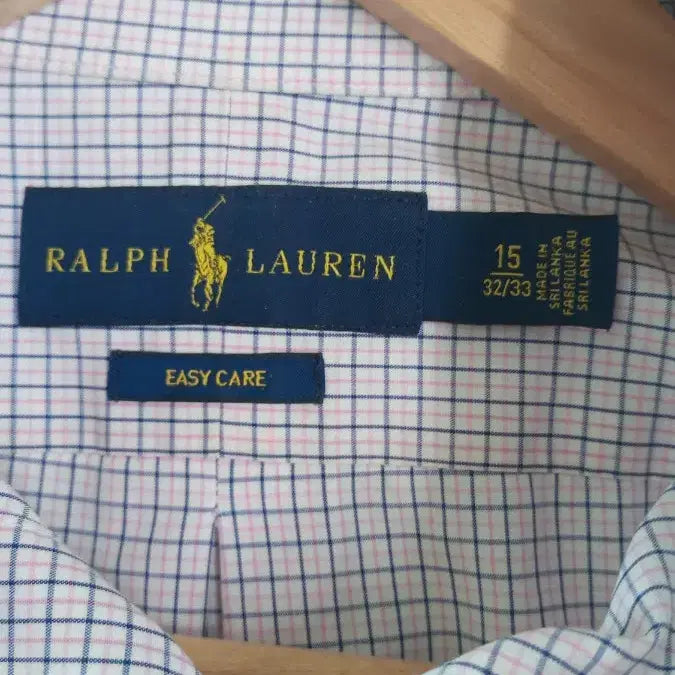 RALPH LAUREN
15
32/33
MADE IN
SRI LANKA
FABRIQUE AU
SRI LANKA
EASY CARE